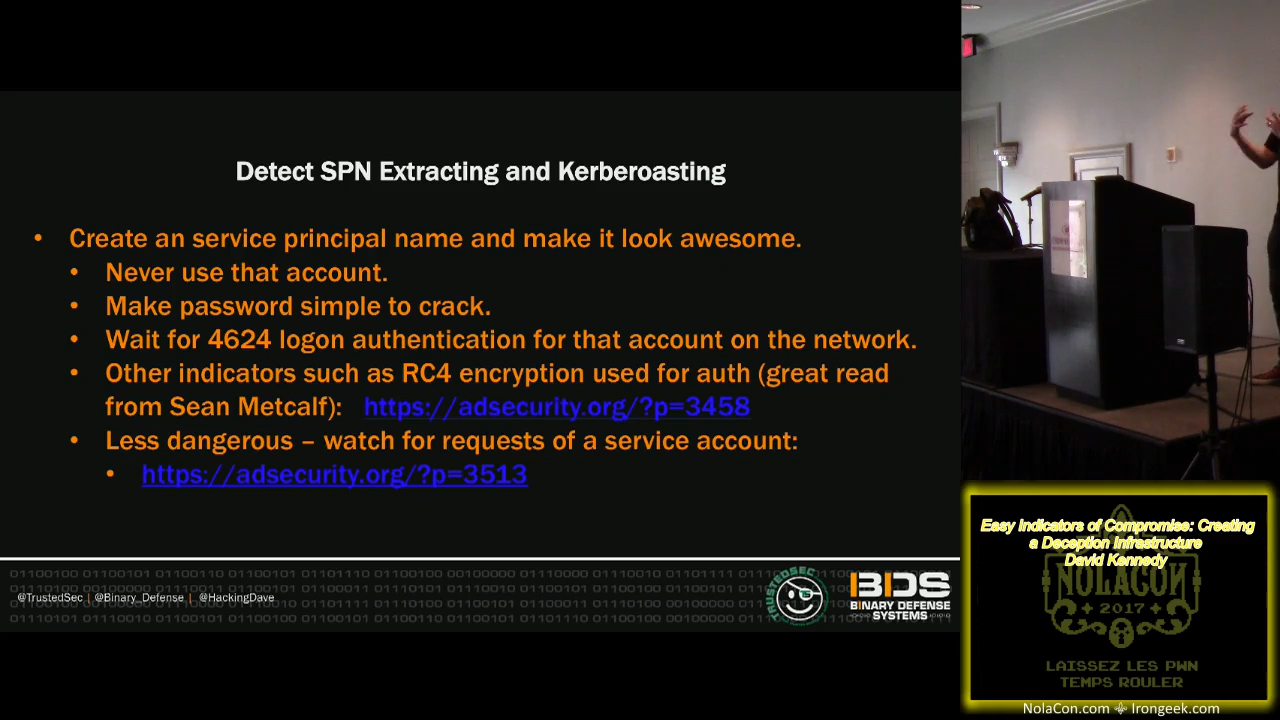 Detect SPN Extracting and Kerberoasting
• Create an service principal name and make it look awesome.
• Never use that account.
• Make password simple to crack.
• Wait for 4624 logon authentication for that account on the network.
• Other indicators such as RC4 encryption used for auth (great read
from Sean Metcalf): https://adsecurity.org/?p=3458
• Less dangerous – watch for requests of a service account:
• https://adsecurity.org/?p=3513
@TrustedSec | @Binary_Defense | @HackingDave
TRUSTEDSEC
BDS
BINARY DEFENSE
SYSTEMS
Easy Indicators of Compromise: Creating
a Deception Infrastructure
David Kennedy
NOLACON
2017
LAISSEZ LES PWN
TEMPS ROULER
NolaCon.com Irongeek.com